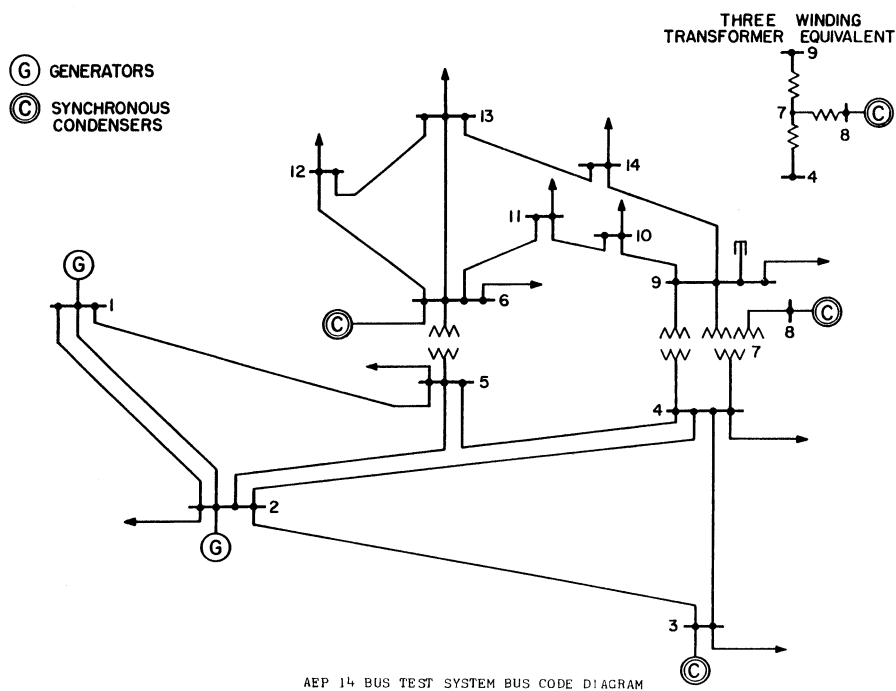 THREE WINDING
TRANSFORMER EQUIVALENT
9
7
C
8
4
G GENERATORS
C SYNCHRONOUS
CONDENSERS
13
12
14
11
10
G
1
9
6
C
C
8
7
5
4
2
G
3
C
AEP 14 BUS TEST SYSTEM BUS CODE DIAGRAM